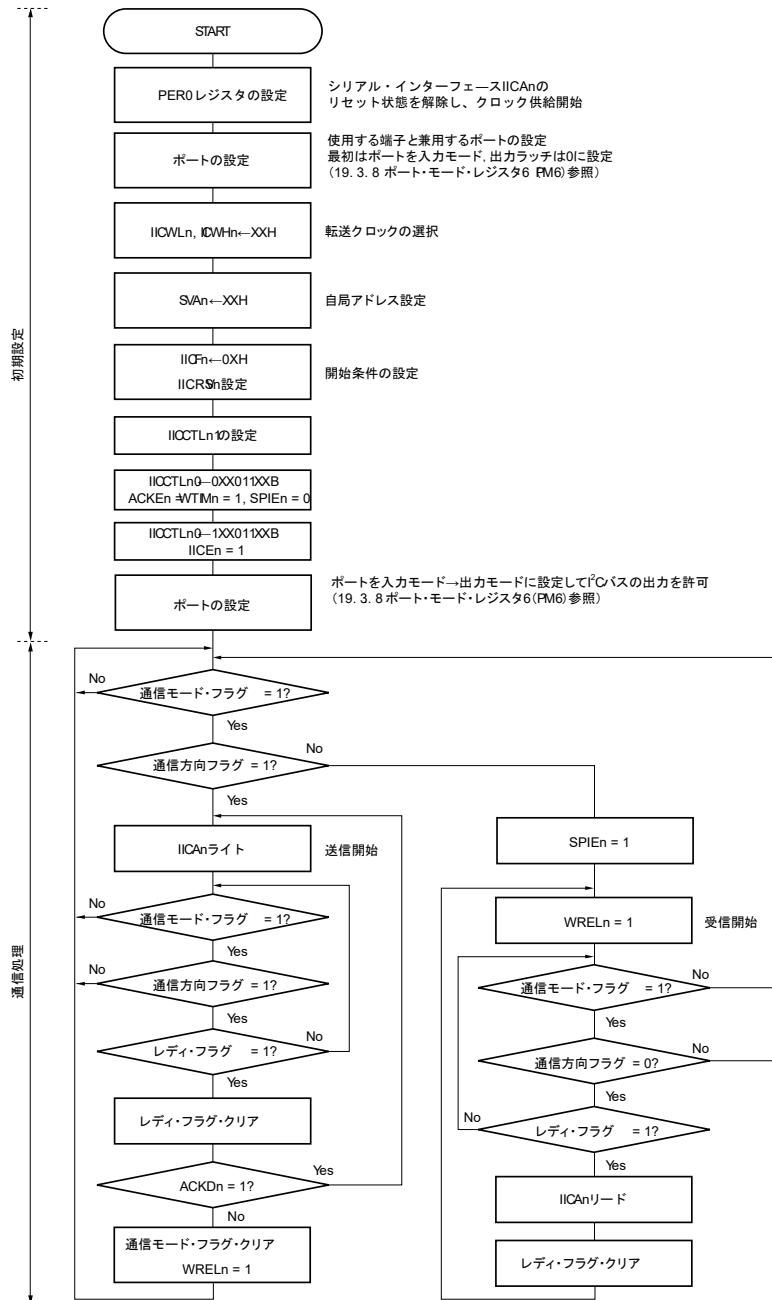 START
PER0レジスタの設定
シリアル・インターフェ―スIICAnの
リセット状態を解除し、クロック供給開始
ポートの設定
使用する端子と兼用するポートの設定
最初はポートを入力モード, 出力ラッチは0に設定
(19. 3. 8 ポート・モード・レジスタ6 (PM6)参照)
IICWLn, IICWHn←XXH
転送クロックの選択
SVAn←XXH
自局アドレス設定
IICFn←0XH
IICRSVn設定
開始条件の設定
IICCTLn1の設定
IICCTLn0←0XX011XXB
ACKEn =WTIMn = 1, SPIEn = 0
IICCTLn0←1XX011XXB
IICEn = 1
ポートの設定
ポートを入力モード→出力モードに設定してI²Cバスの出力を許可
(19. 3. 8 ポート・モード・レジスタ6(PM6)参照)
初期設定
通信モード・フラグ = 1?
No
Yes
通信方向フラグ = 1?
No
Yes
IICAnライト
送信開始
通信モード・フラグ = 1?
No
Yes
通信方向フラグ = 1?
No
Yes
レディ・フラグ = 1?
No
Yes
レディ・フラグ・クリア
ACKDn = 1?
Yes
No
通信モード・フラグ・クリア
WRELn = 1
SPIEn = 1
WRELn = 1
受信開始
通信モード・フラグ = 1?
No
Yes
通信方向フラグ = 0?
No
Yes
レディ・フラグ = 1?
No
Yes
IICAnリード
レディ・フラグ・クリア
通信処理